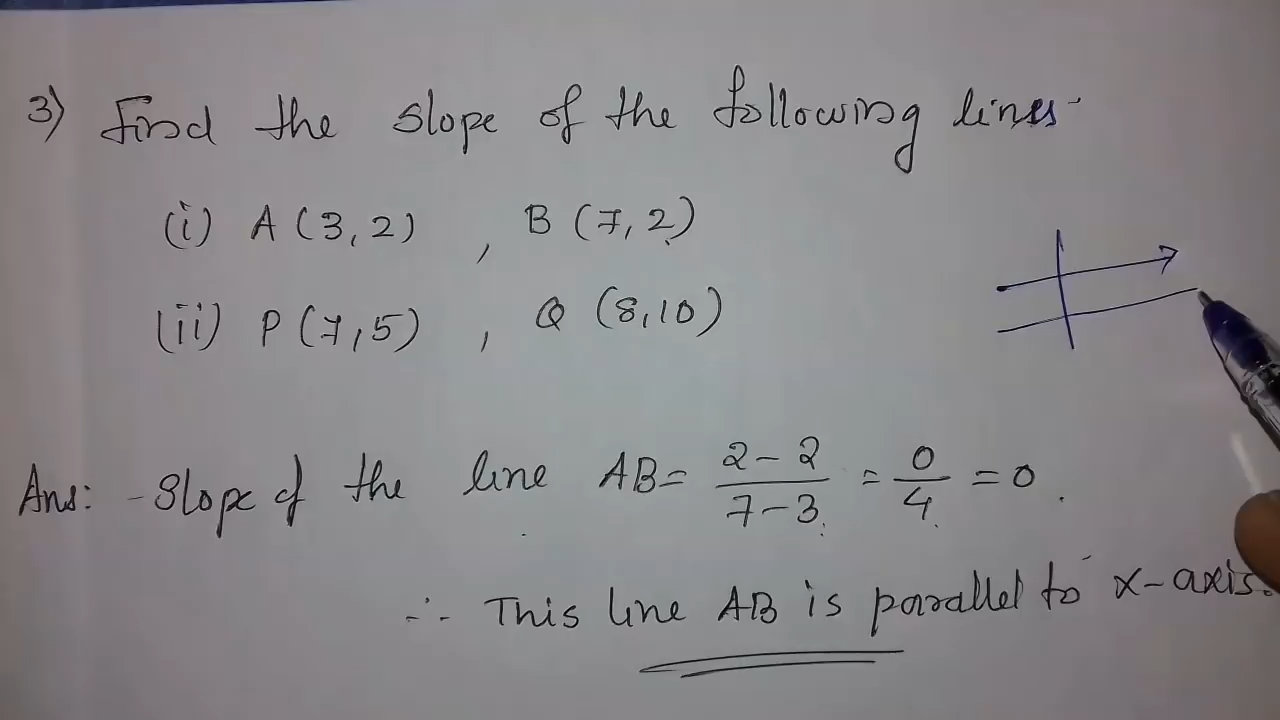 3) Find the slope of the following lines.
(i) A (3,2) , B (7,2)
(ii) P (7,5) , Q (8,10)
Ans: Slope of the line AB = 2-2/7-3 = 0/4 = 0.
∴ This line AB is parallel to x-axis.